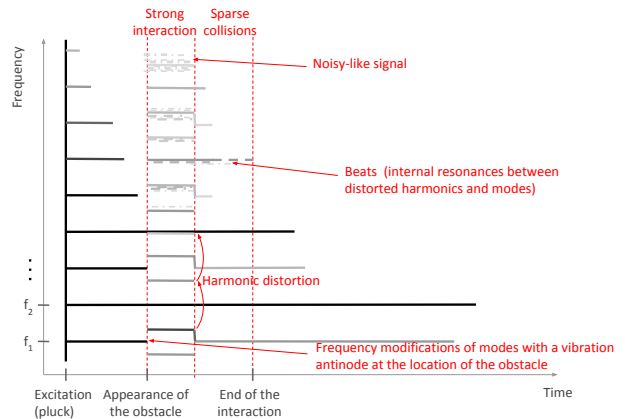 Strong
interaction
Sparse
collisions
Frequency
Noisy-like signal
Beats (internal resonances between
distorted harmonics and modes)
Harmonic distortion
...
f2
f1
Frequency modifications of modes with a vibration
antinode at the location of the obstacle
Excitation
(pluck)
Appearance of
the obstacle
End of the
interaction
Time